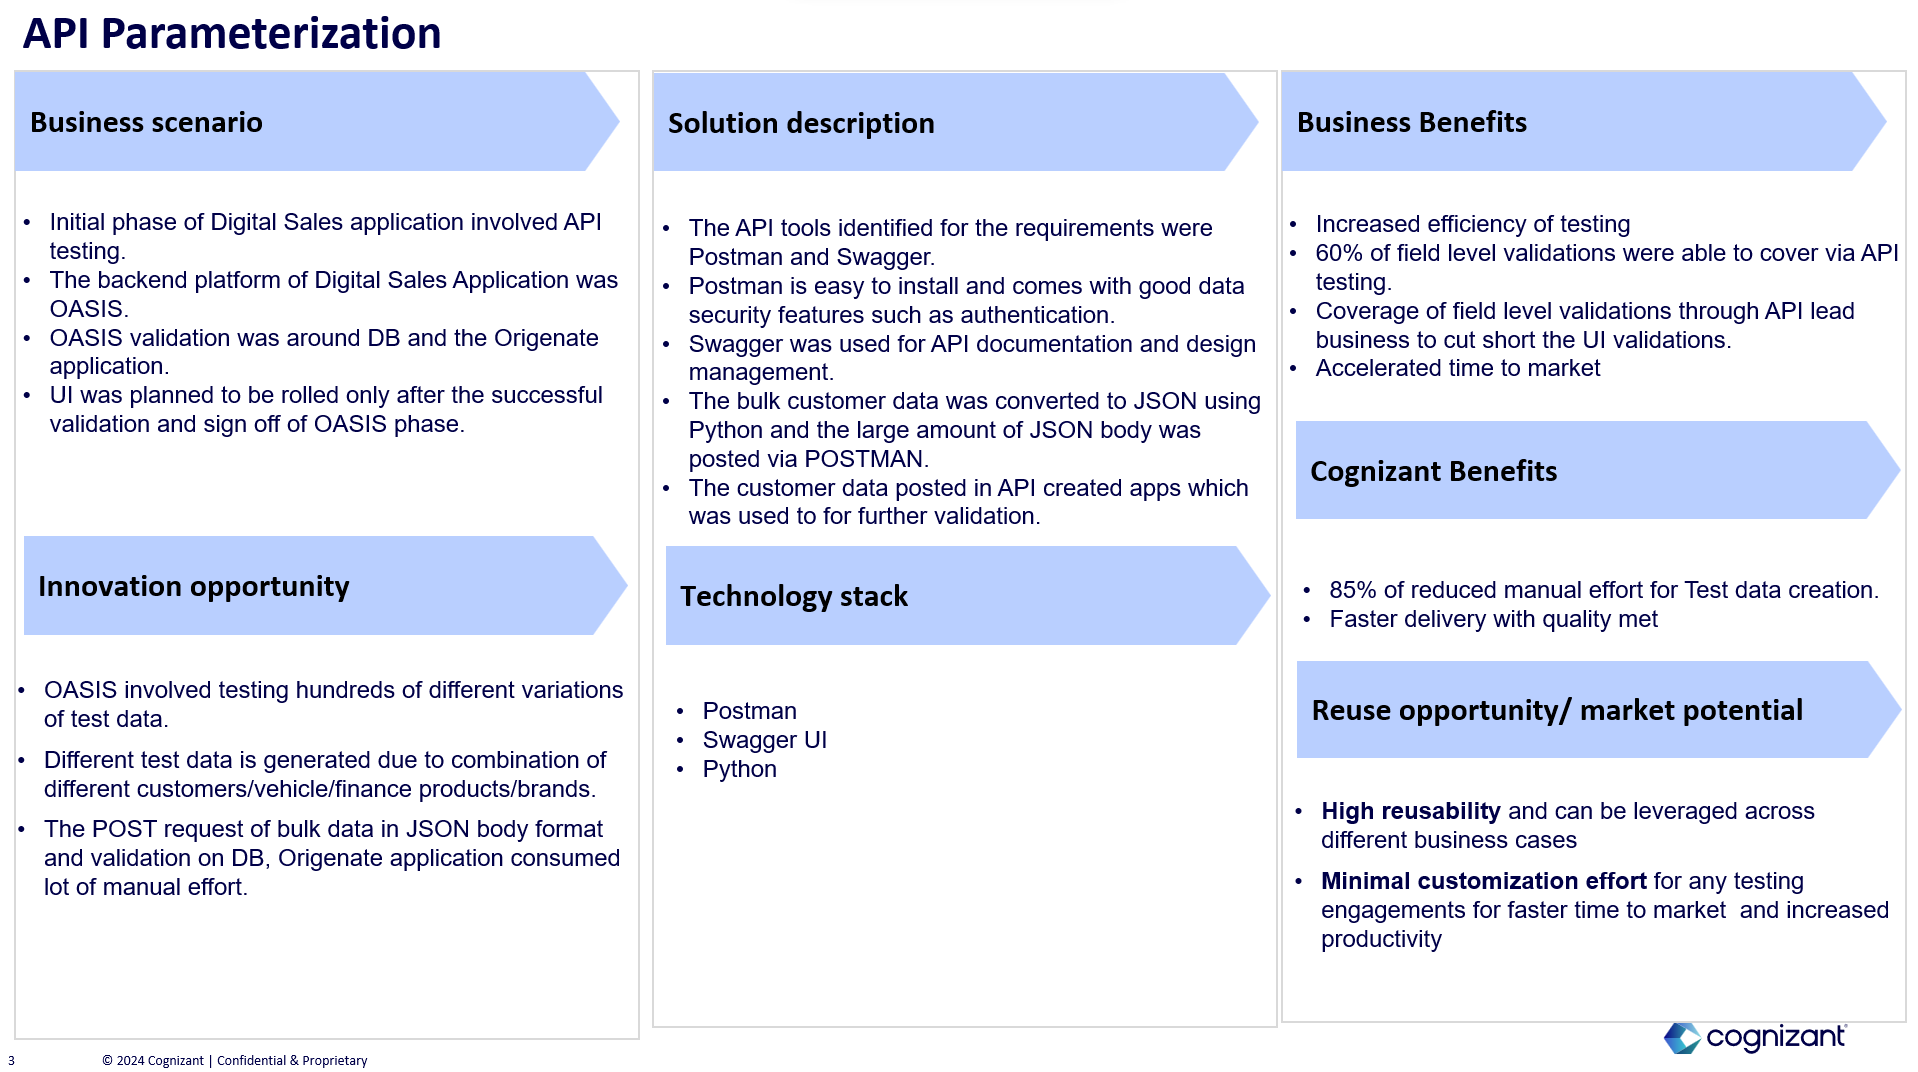 API Parameterization
Business scenario
• Initial phase of Digital Sales application involved API
testing.
• The backend platform of Digital Sales Application was
OASIS.
• OASIS validation was around DB and the Origenate
application.
• UI was planned to be rolled only after the successful
validation and sign off of OASIS phase.
Innovation opportunity
• OASIS involved testing hundreds of different variations
of test data.
• Different test data is generated due to combination of
different customers/vehicle/finance products/brands.
• The POST request of bulk data in JSON body format
and validation on DB, Origenate application consumed
lot of manual effort.
Solution description
• The API tools identified for the requirements were
Postman and Swagger.
• Postman is easy to install and comes with good data
security features such as authentication.
• Swagger was used for API documentation and design
management.
• The bulk customer data was converted to JSON using
Python and the large amount of JSON body was
posted via POSTMAN.
• The customer data posted in API created apps which
was used to for further validation.
Technology stack
• Postman
• Swagger UI
• Python
Business Benefits
• Increased efficiency of testing
• 60% of field level validations were able to cover via API
testing.
• Coverage of field level validations through API lead
business to cut short the UI validations.
• Accelerated time to market
Cognizant Benefits
• 85% of reduced manual effort for Test data creation.
• Faster delivery with quality met
Reuse opportunity/ market potential
• High reusability and can be leveraged across
different business cases
• Minimal customization effort for any testing
engagements for faster time to market  and increased
productivity
cognizant
3
© 2024 Cognizant | Confidential & Proprietary